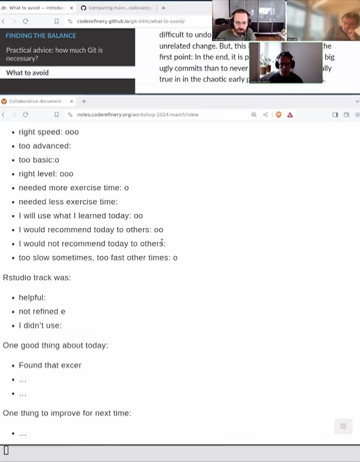 What to avoid — introduc
Comparing main...
coderefinery.github.io/git-intro/what-to-avoid/
FINDING THE BALANCE
Practical advice: how much Git is
necessary?
What to avoid
difficult to undo
unrelated change. But, this
first point: In the end, it is
big
ugly commits than to never
true in in the chaotic early
Collaborative document
notes.coderefinery.org/workshop-2024-march?view
• right speed: ooo
• too advanced:
• too basic:o
• right level: ooo
• needed more exercise time: o
• needed less exercise time:
• I will use what I learned today: oo
• I would recommend today to others: oo
• I would not recommend today to others:
• too slow sometimes, too fast other times: o
Rstudio track was:
• helpful:
• not refined e
• I didn't use:
One good thing about today:
• Found that excer
• ...
• ...
One thing to improve for next time:
• ...